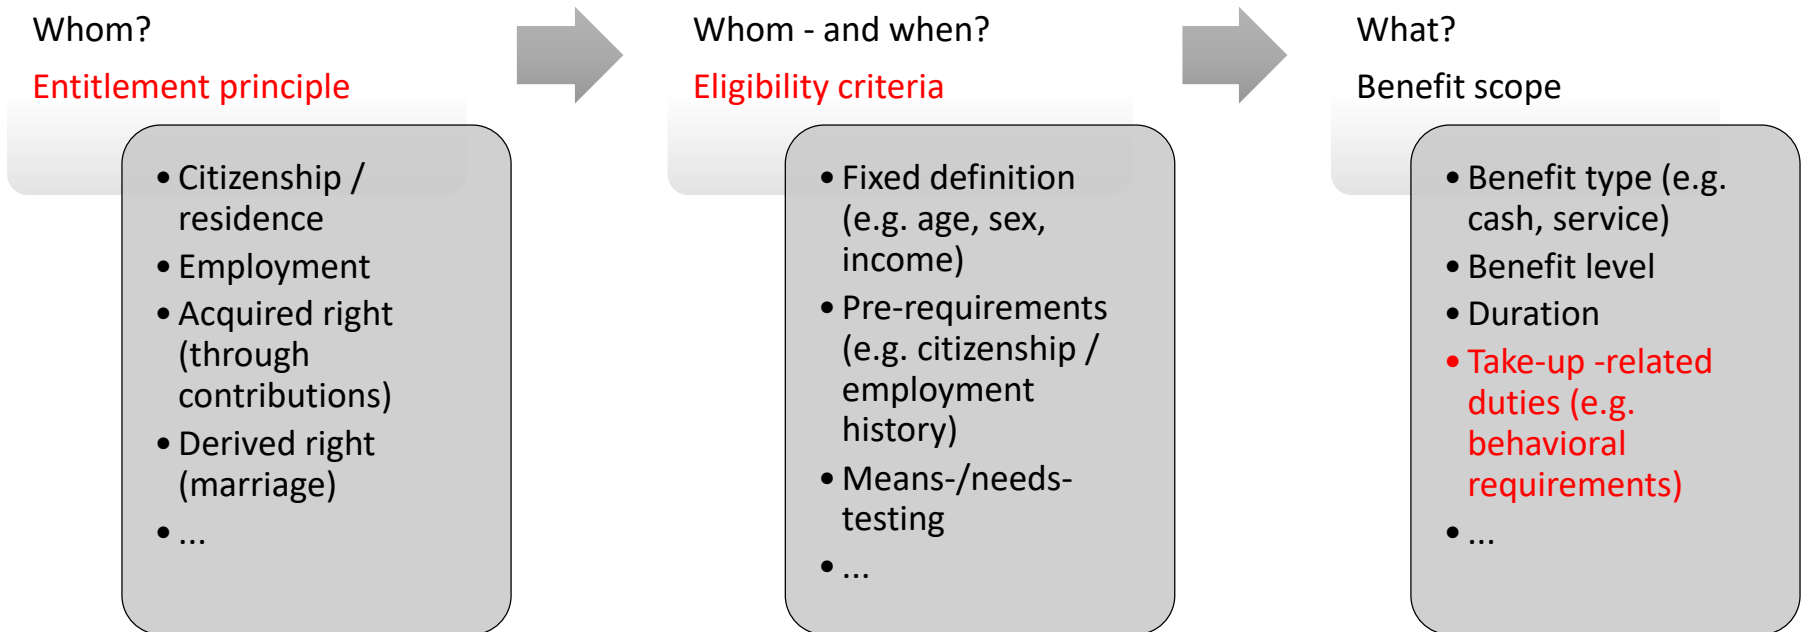 Whom?
Entitlement principle
• Citizenship /
residence
• Employment
• Acquired right
(through
contributions)
• Derived right
(marriage)
• ...
Whom - and when?
Eligibility criteria
• Fixed definition
(e.g. age, sex,
income)
• Pre-requirements
(e.g. citizenship /
employment
history)
• Means-/needs-
testing
• ...
What?
Benefit scope
• Benefit type (e.g.
cash, service)
• Benefit level
• Duration
• Take-up -related
duties (e.g.
behavioral
requirements)
• ...